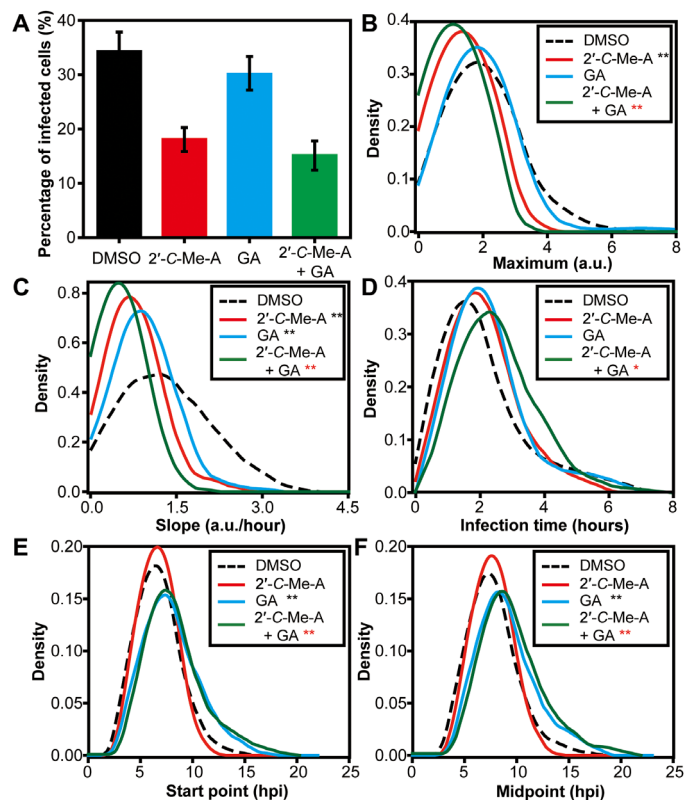 A
Percentage of infected cells (%)
40
30
20
10
0
DMSO
2′-C-Me-A
GA
2′-C-Me-A
+ GA
B
Density
0.4
0.3
0.2
0.1
0.0
0
2
4
6
8
Maximum (a.u.)
DMSO
2′-C-Me-A **
GA
2′-C-Me-A
+ GA **
C
Density
0.8
0.6
0.4
0.2
0.0
0.0
1.5
3.0
4.5
Slope (a.u./hour)
DMSO
2′-C-Me-A **
GA **
2′-C-Me-A
+ GA **
D
Density
0.4
0.3
0.2
0.1
0.0
0
2
4
6
8
Infection time (hours)
DMSO
2′-C-Me-A
GA
2′-C-Me-A
+ GA *
E
Density
0.20
0.15
0.10
0.05
0.00
0
5
10
15
20
25
Start point (hpi)
DMSO
2′-C-Me-A
GA **
2′-C-Me-A
+ GA **
F
Density
0.20
0.15
0.10
0.05
0.00
0
5
10
15
20
25
Midpoint (hpi)
DMSO
2′-C-Me-A
GA **
2′-C-Me-A
+ GA **